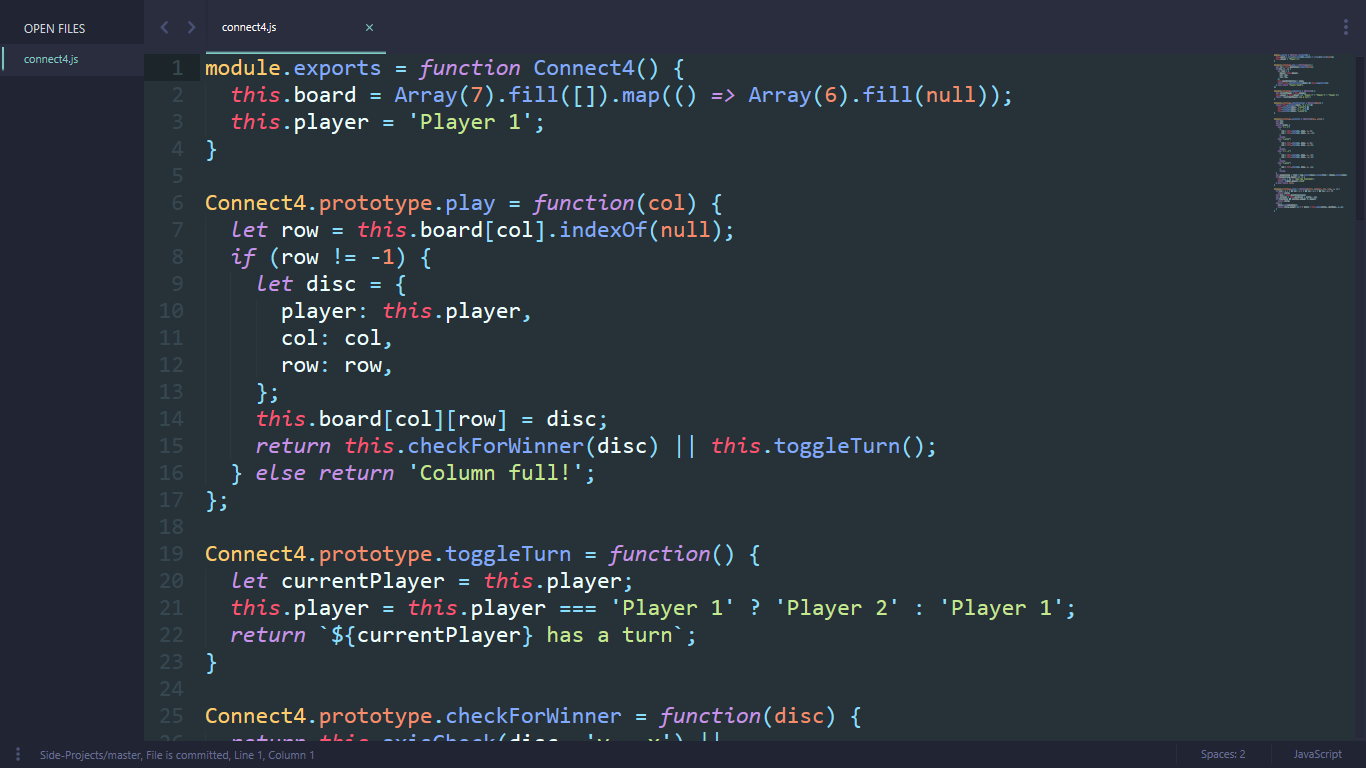 OPEN FILES
connect4.js
connect4.js ×
1 module.exports = function Connect4() {
2 this.board = Array(7).fill([]).map(() => Array(6).fill(null));
3 this.player = 'Player 1';
4 }
5
6 Connect4.prototype.play = function(col) {
7 let row = this.board[col].indexOf(null);
8 if (row != -1) {
9 let disc = {
10 player: this.player,
11 col: col,
12 row: row,
13 };
14 this.board[col][row] = disc;
15 return this.checkForWinner(disc) || this.toggleTurn();
16 } else return 'Column full!';
17 };
18
19 Connect4.prototype.toggleTurn = function() {
20 let currentPlayer = this.player;
21 this.player = this.player === 'Player 1' ? 'Player 2' : 'Player 1';
22 return `${currentPlayer} has a turn`;
23 }
24
25 Connect4.prototype.checkForWinner = function(disc) {
26 return this.axisCheck(disc, 'x', x') ||
Side-Projects/master, File is committed, Line 1, Column 1
Spaces: 2
JavaScript